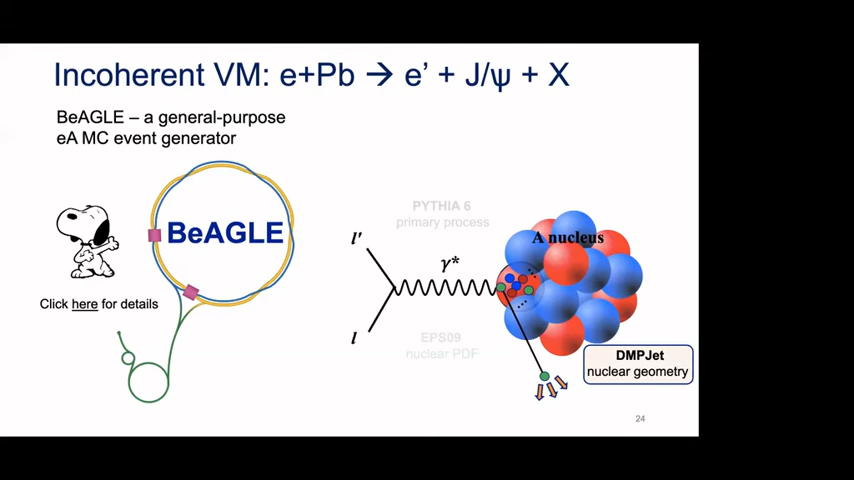 Incoherent VM: e+Pb → e’ + J/ψ + X
BeAGLE – a general-purpose
eA MC event generator
BeAGLE
Click here for details
PYTHIA 6
primary process
l′
γ*
A nucleus
l
EPS09
nuclear PDF
DMPJet
nuclear geometry
24